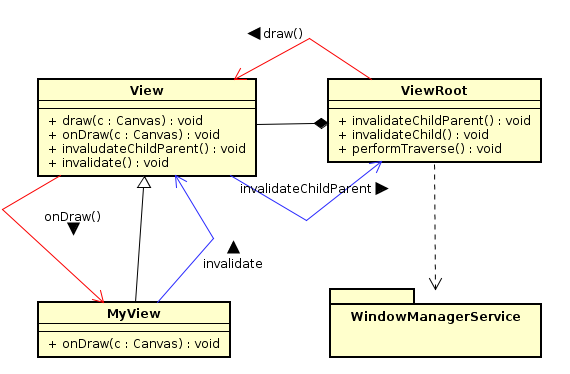 ◀ draw()
View
+ draw(c : Canvas) : void
+ onDraw(c : Canvas) : void
+ invaludateChildParent() : void
+ invalidate() : void
ViewRoot
+ invalidateChildParent() : void
+ invalidateChild() : void
+ performTraverse() : void
invalidateChildParent ▶
onDraw()
▼
▲
invalidate
MyView
+ onDraw(c : Canvas) : void
WindowManagerService